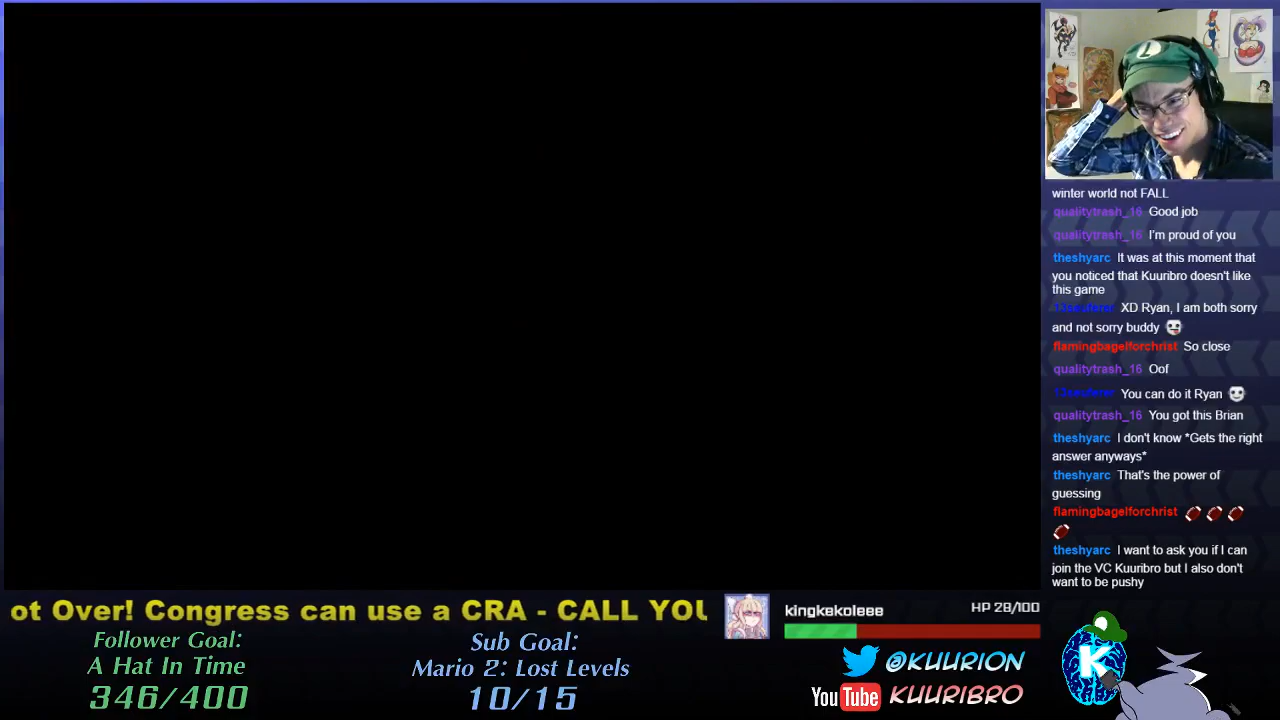 winter world not FALL
qualitytrash_16 Good job
qualitytrash_16 I'm proud of you
theshyarc It was at this moment that
you noticed that Kuuribro doesn't like
this game
XD Ryan, I am both sorry
and not sorry buddy
flamingbagelforchrist So close
qualitytrash_16 Oof
You can do it Ryan
qualitytrash_16 You got this Brian
theshyarc I don't know *Gets the right
answer anyways*
theshyarc That's the power of
guessing
flamingbagelforchrist
theshyarc I want to ask you if I can
join the VC Kuuribro but I also don't
want to be pushy
ot Over! Congress can use a CRA - CALL YOU
kingkekoleee HP 28/100
Follower Goal:
A Hat In Time
346/400
Sub Goal:
Mario 2: Lost Levels
10/15
@KUURION
YouTube KUURIBRO
K
L